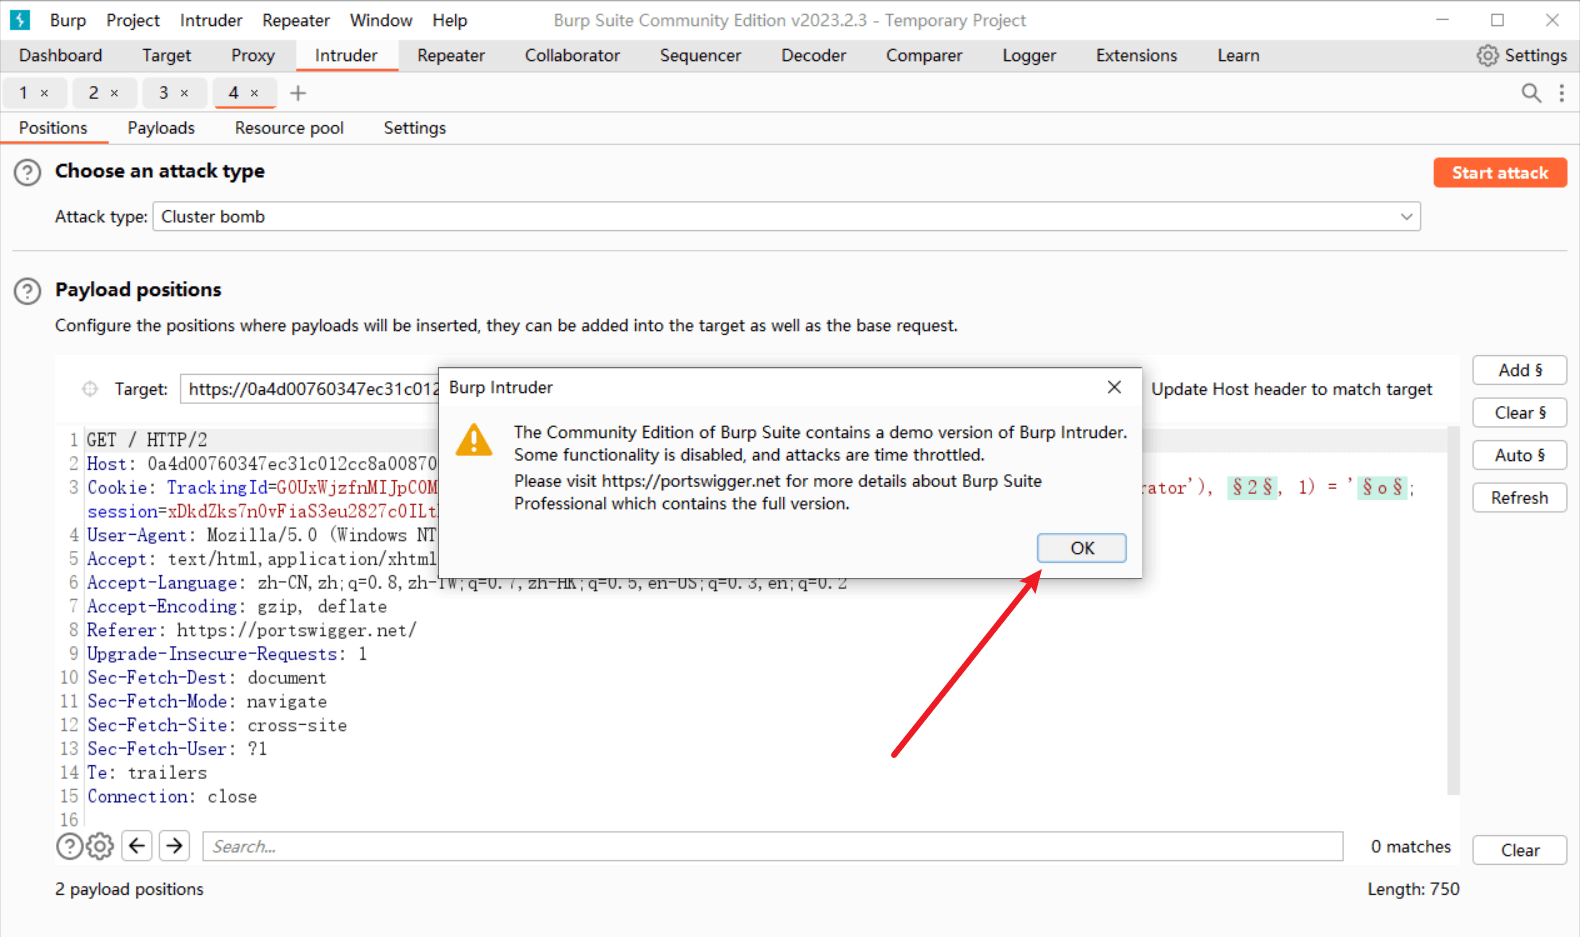 Burp Project Intruder Repeater Window Help Burp Suite Community Edition v2023.2.3 - Temporary Project
Dashboard Target Proxy Intruder Repeater Collaborator Sequencer Decoder Comparer Logger Extensions Learn Settings
1 × 2 × 3 × 4 × +
Positions Payloads Resource pool Settings
Choose an attack type
Start attack
Attack type: Cluster bomb
Payload positions
Configure the positions where payloads will be inserted, they can be added into the target as well as the base request.
Target: https://0a4d00760347ec31c012
Update Host header to match target
Add §
Clear §
Auto §
Refresh
Burp Intruder
The Community Edition of Burp Suite contains a demo version of Burp Intruder.
Some functionality is disabled, and attacks are time throttled.
Please visit https://portswigger.net for more details about Burp Suite
Professional which contains the full version.
OK
1 GET / HTTP/2
2 Host: 0a4d00760347ec31c012cc8a00870
3 Cookie: TrackingId=G0UxWjzfnMIJpC0M rator'), §2§, 1) = '§o§;
session=xDkdZks7n0vFiaS3eu2827c0ILt
4 User-Agent: Mozilla/5.0 (Windows NT
5 Accept: text/html,application/xhtml
6 Accept-Language: zh-CN,zh;q=0.8,zh-TW;q=0.7,zh-HK;q=0.5,en-US;q=0.3,en;q=0.2
7 Accept-Encoding: gzip, deflate
8 Referer: https://portswigger.net/
9 Upgrade-Insecure-Requests: 1
10 Sec-Fetch-Dest: document
11 Sec-Fetch-Mode: navigate
12 Sec-Fetch-Site: cross-site
13 Sec-Fetch-User: ?1
14 Te: trailers
15 Connection: close
16
Search...
0 matches
Clear
2 payload positions
Length: 750